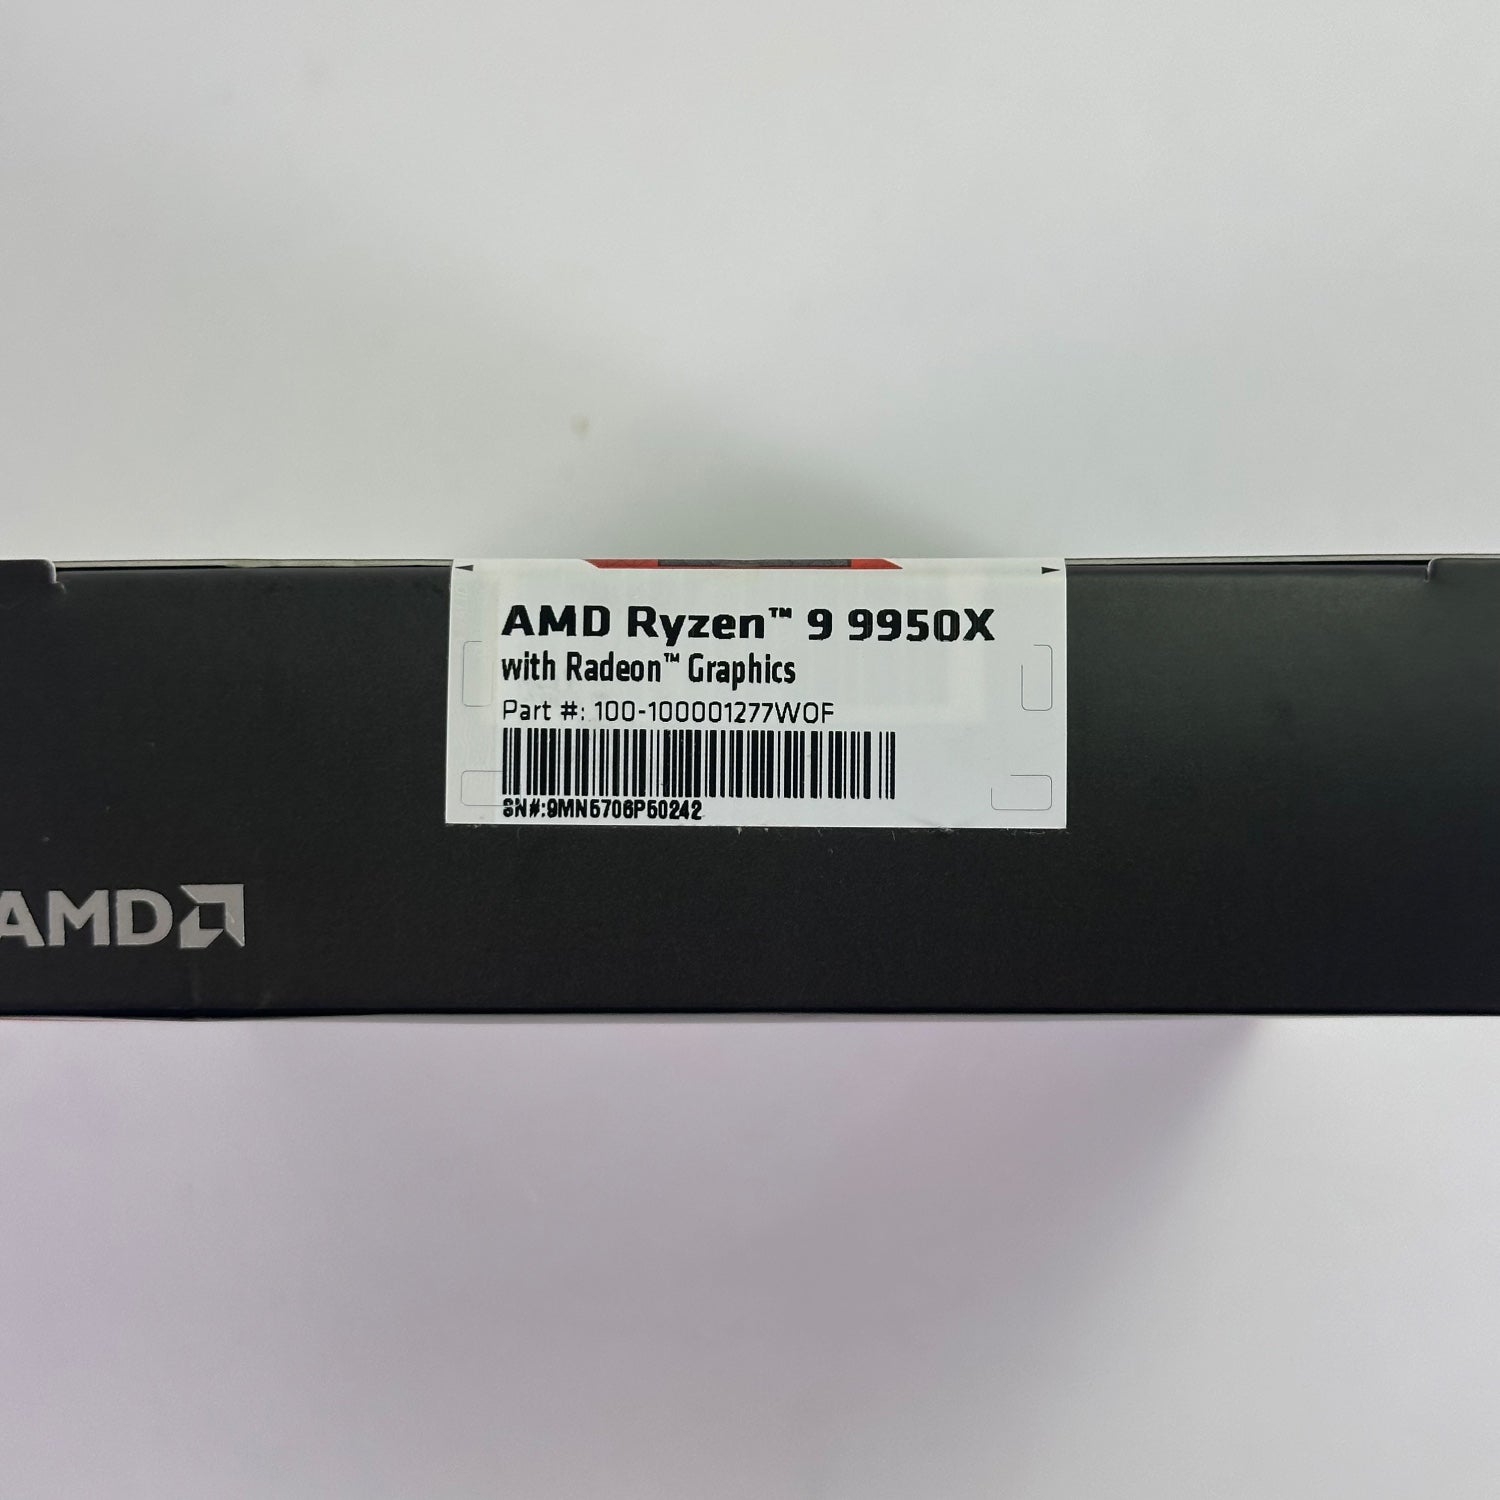 AMD Ryzen™ 9 9950X
with Radeon™ Graphics
Part #: 100-100001277WOF
SN#:9MN5706P50242
AMD